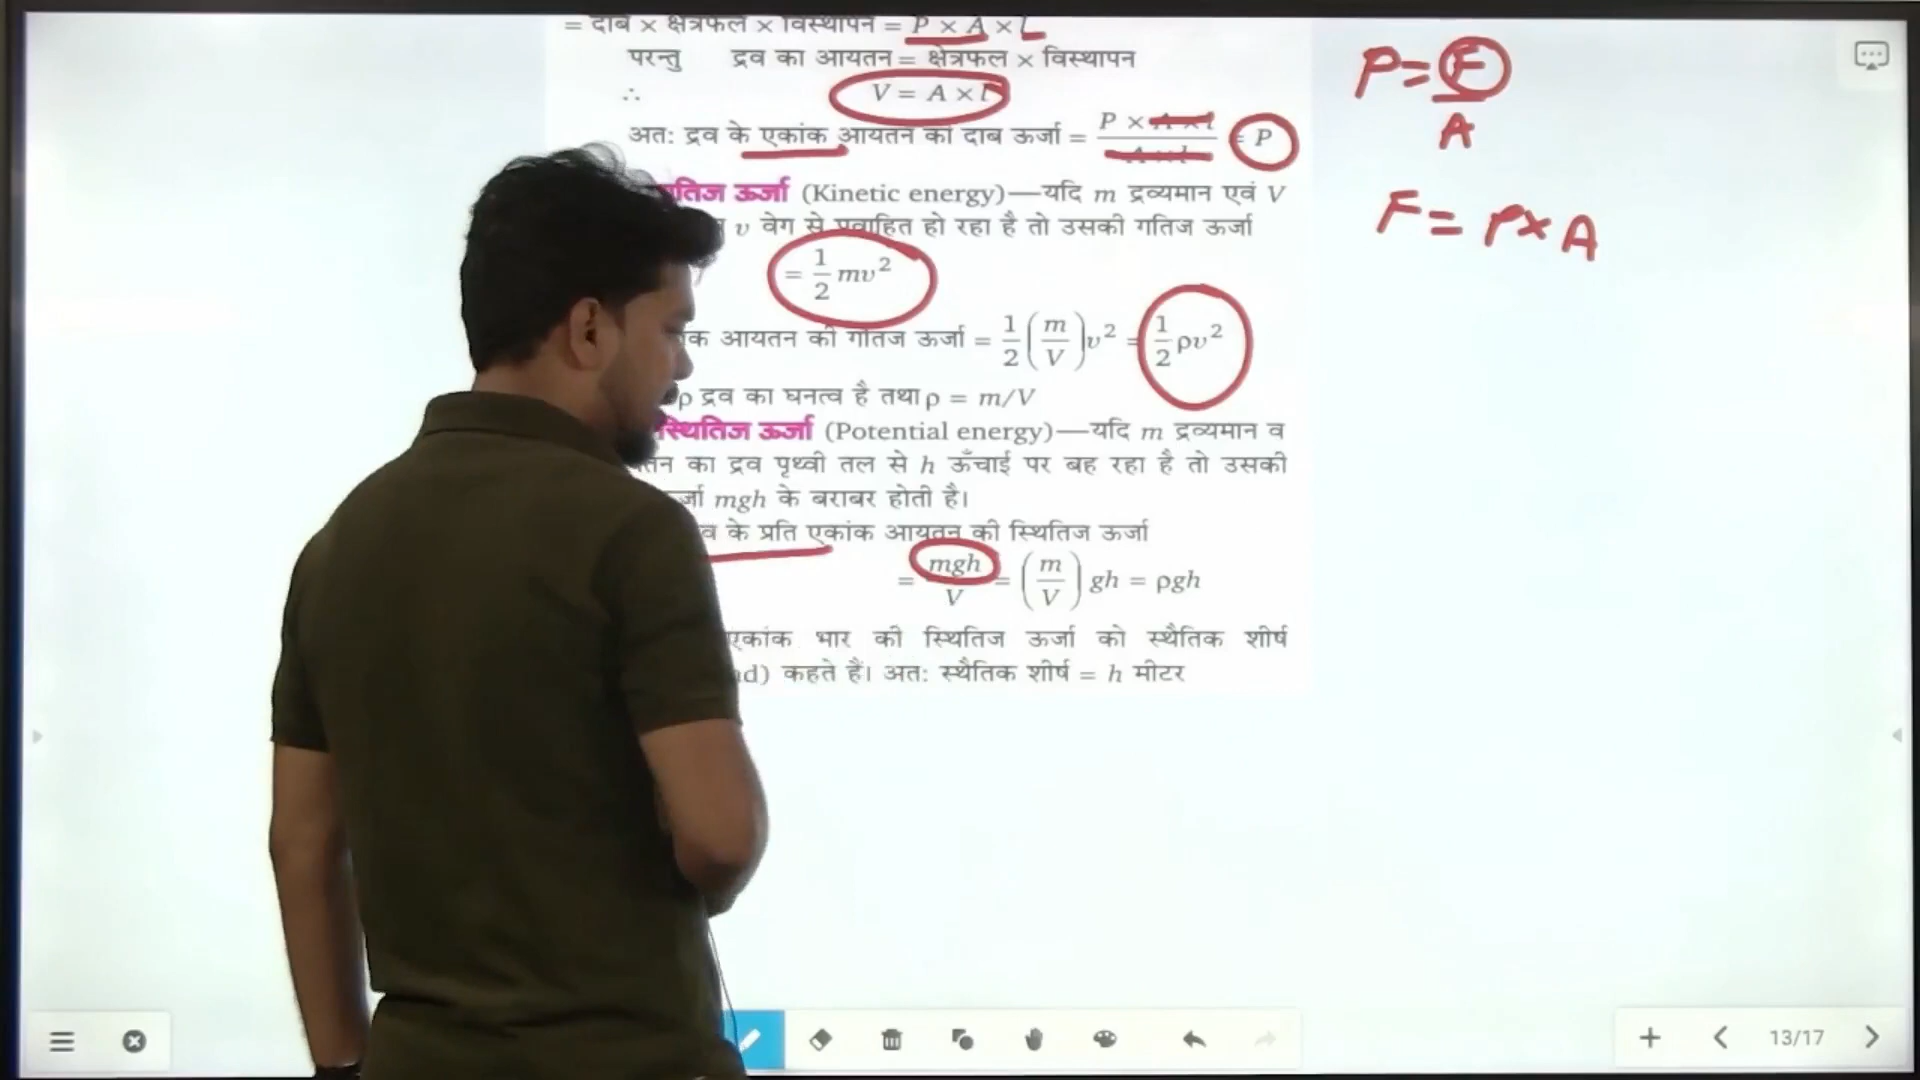 = दाब × क्षेत्रफल × विस्थापन = P × A × L
परन्तु द्रव का आयतन = क्षेत्रफल × विस्थापन
∴ V = A × l
अत: द्रव के एकांक आयतन की दाब ऊर्जा = P × A × l / A × l = P
गतिज ऊर्जा (Kinetic energy)—यदि m द्रव्यमान एवं V
v वेग से प्रवाहित हो रहा है तो उसकी गतिज ऊर्जा
= 1/2 mv²
आयतन की गतिज ऊर्जा = 1/2 (m/V) v² = 1/2 ρv²
ρ द्रव का घनत्व है तथा ρ = m/V
स्थितिज ऊर्जा (Potential energy)—यदि m द्रव्यमान व
का द्रव पृथ्वी तल से h ऊँचाई पर बह रहा है तो उसकी
mgh के बराबर होती है।
के प्रति एकांक आयतन की स्थितिज ऊर्जा
= mgh/V = (m/V) gh = ρgh
एकांक भार की स्थितिज ऊर्जा को स्थैतिक शीर्ष
कहते हैं। अत: स्थैतिक शीर्ष = h मीटर
P = F/A
F = P × A
13/17